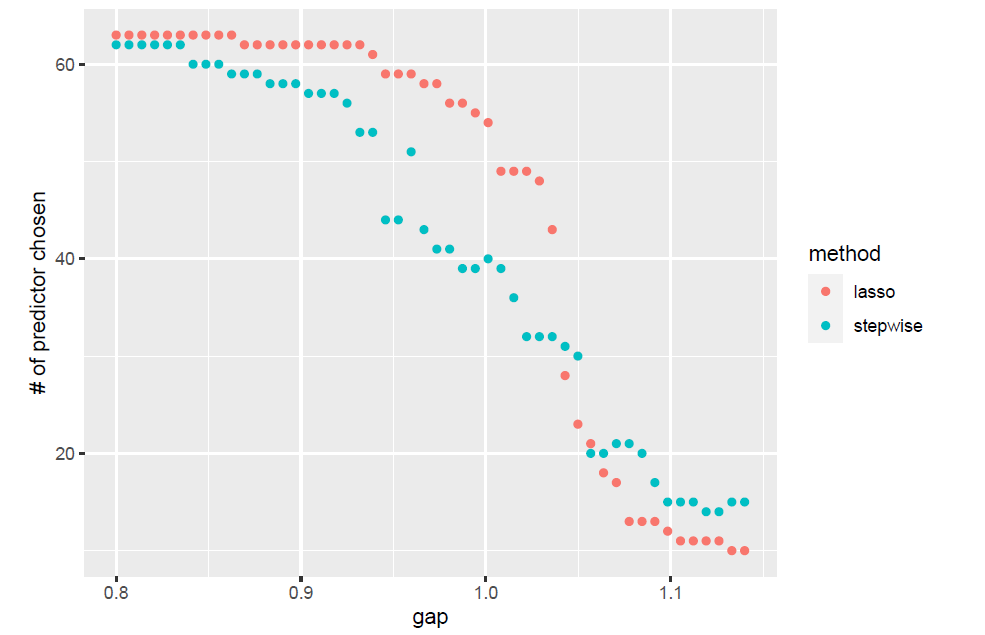 60
40
20
0.8 0.9 1.0 1.1
gap
# of predictor chosen
method
lasso
stepwise